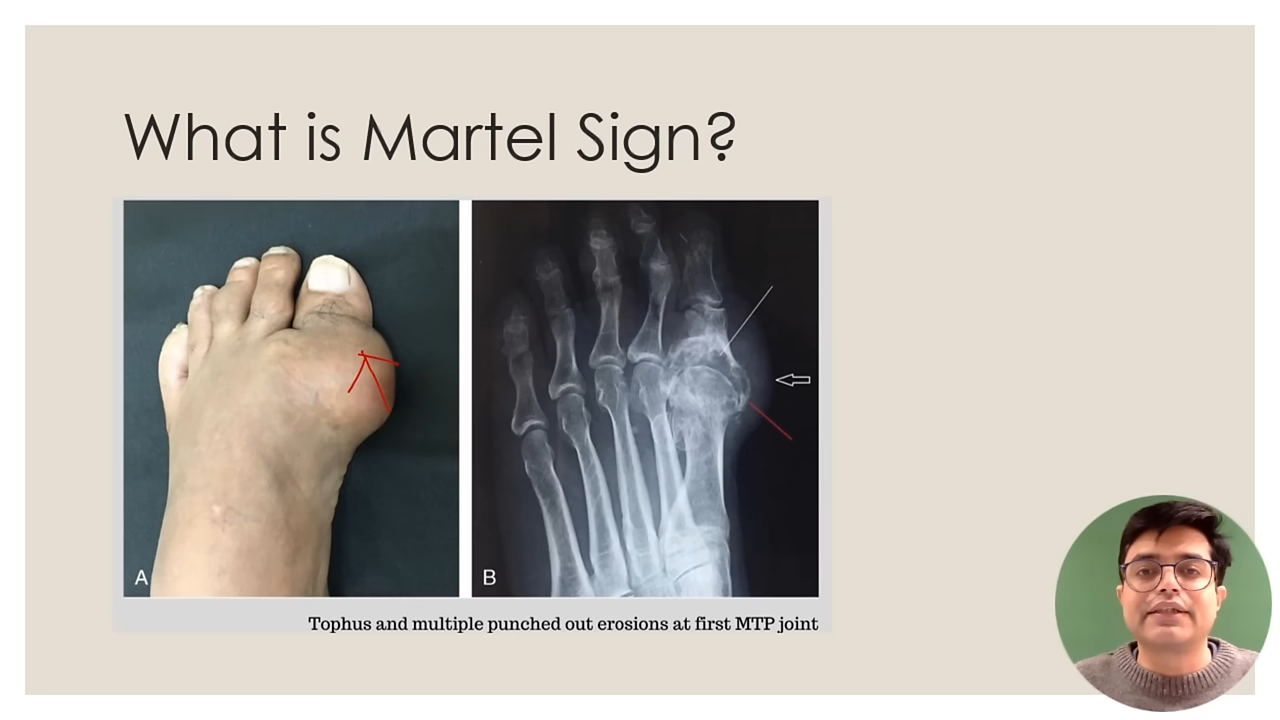 What is Martel Sign?
A
B
Tophus and multiple punched out erosions at first MTP joint